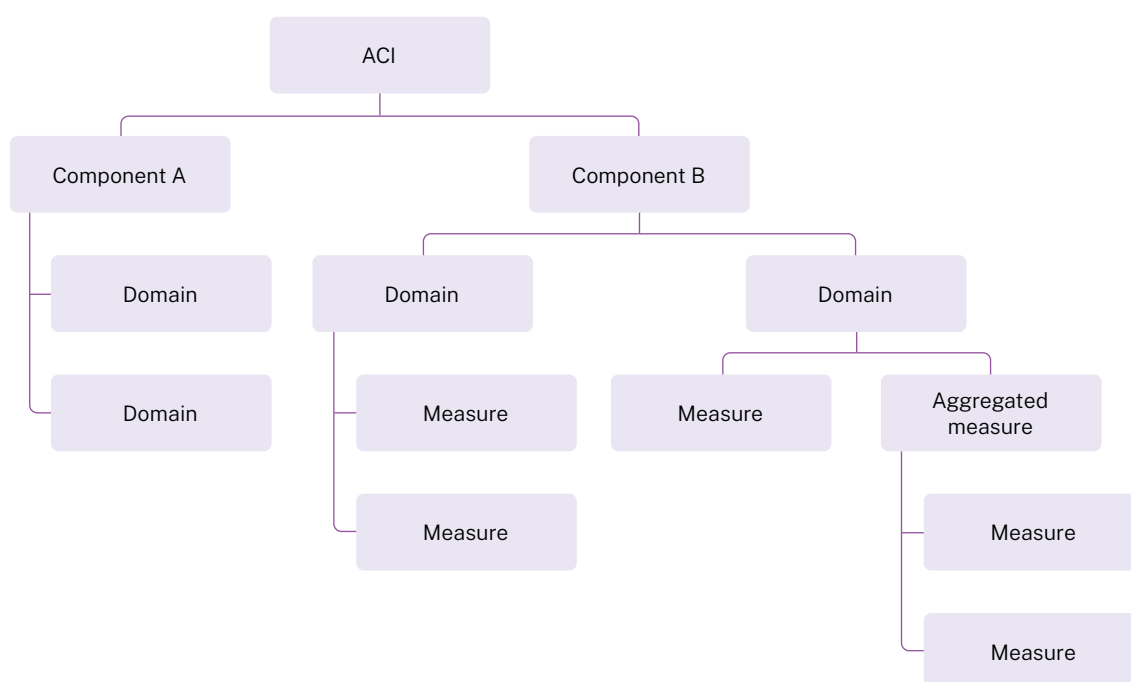 ACI
Component A
Component B
Domain
Domain
Domain
Domain
Measure
Measure
Aggregated
measure
Measure
Measure
Measure